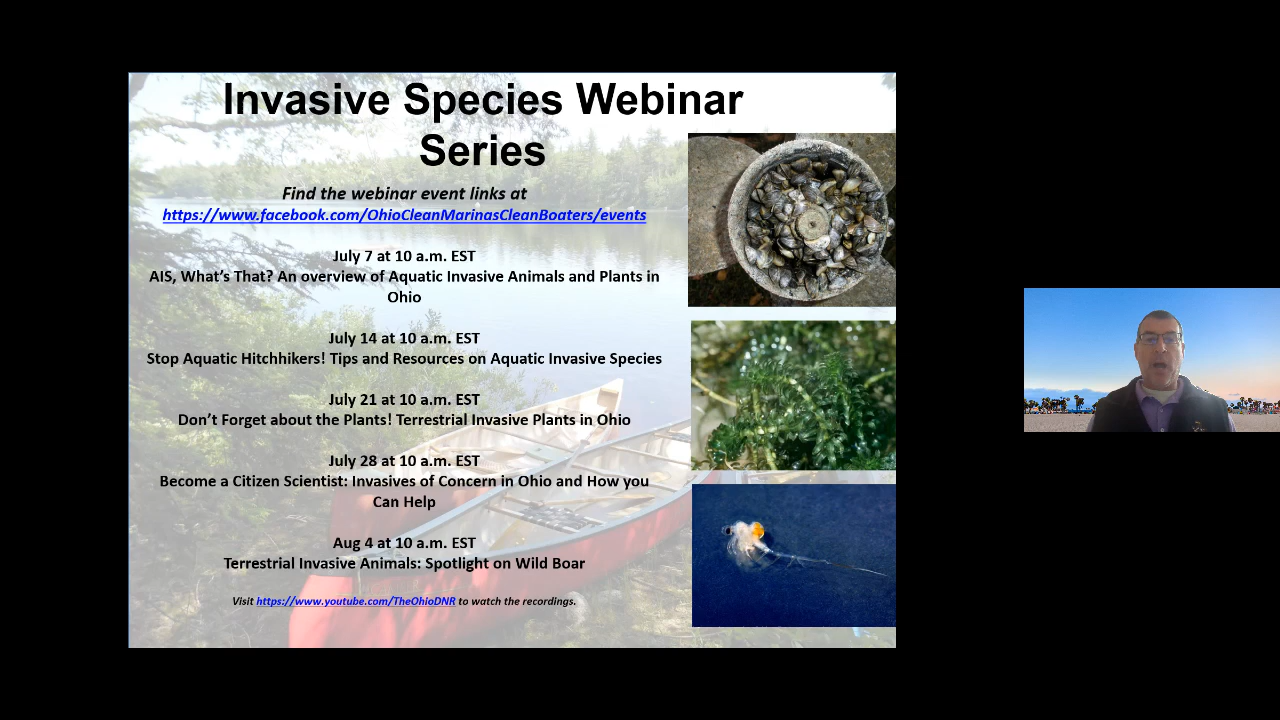 Invasive Species Webinar
Series
Find the webinar event links at
https://www.facebook.com/OhioCleanMarinasCleanBoaters/events
July 7 at 10 a.m. EST
AIS, What's That? An overview of Aquatic Invasive Animals and Plants in
Ohio
July 14 at 10 a.m. EST
Stop Aquatic Hitchhikers! Tips and Resources on Aquatic Invasive Species
July 21 at 10 a.m. EST
Don't Forget about the Plants! Terrestrial Invasive Plants in Ohio
July 28 at 10 a.m. EST
Become a Citizen Scientist: Invasives of Concern in Ohio and How you
Can Help
Aug 4 at 10 a.m. EST
Terrestrial Invasive Animals: Spotlight on Wild Boar
Visit https://www.youtube.com/TheOhioDNR to watch the recordings.